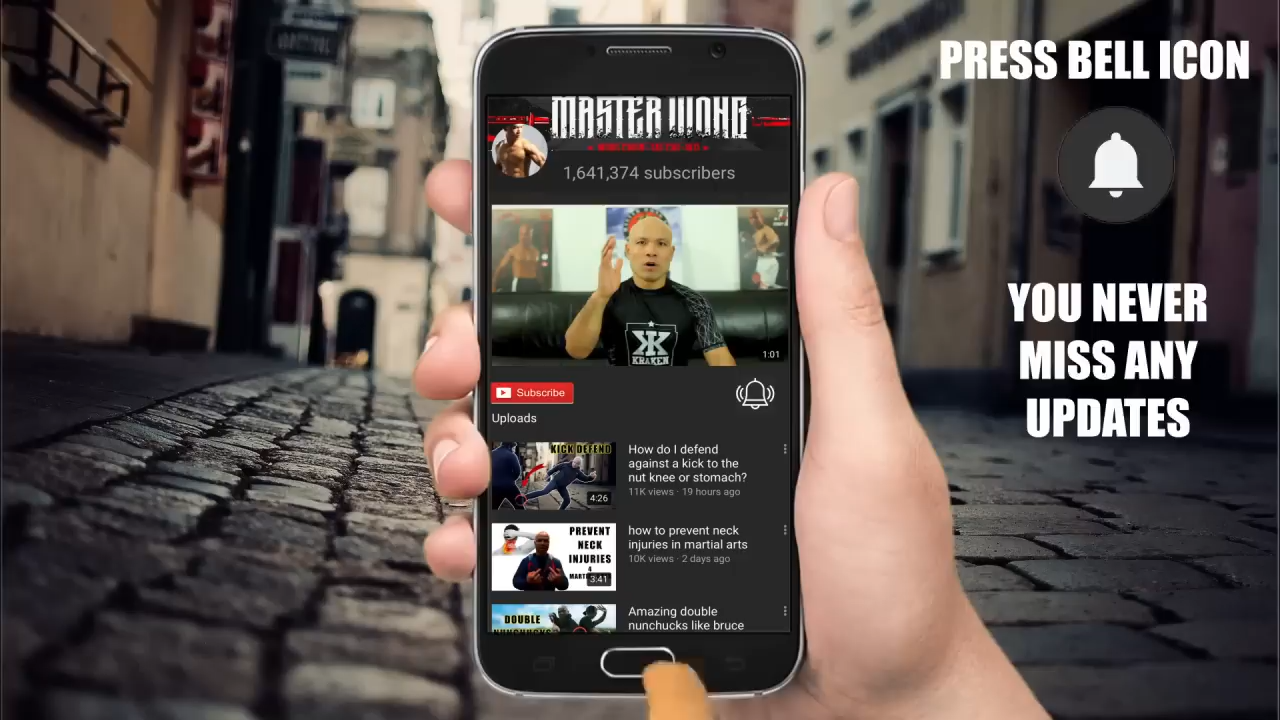 PRESS BELL ICON
YOU NEVER
MISS ANY
UPDATES
MASTER WONG
1,641,374 subscribers
KRAKEN
1:01
Subscribe
Uploads
KICK DEFEND
4:26
How do I defend
against a kick to the
nut knee or stomach?
11K views · 19 hours ago
PREVENT
NECK
INJURIES
4
3:41
how to prevent neck
injuries in martial arts
10K views · 2 days ago
DOUBLE
Amazing double
nunchucks like bruce